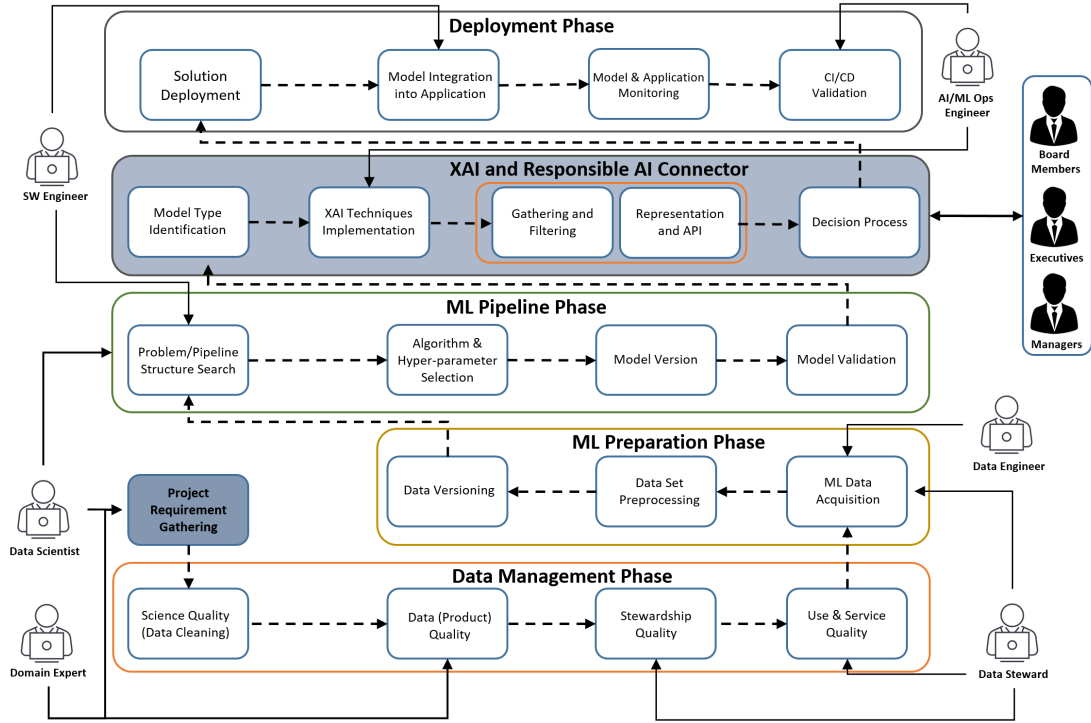 Deployment Phase
Solution
Deployment
Model Integration
into Application
Model & Application
Monitoring
CI/CD
Validation
AI/ML Ops
Engineer
Board
Members
Executives
Managers
SW Engineer
XAI and Responsible AI Connector
Model Type
Identification
XAI Techniques
Implementation
Gathering and
Filtering
Representation
and API
Decision Process
ML Pipeline Phase
Problem/Pipeline
Structure Search
Algorithm &
Hyper-parameter
Selection
Model Version
Model Validation
ML Preparation Phase
Data Versioning
Data Set
Preprocessing
ML Data
Acquisition
Data Engineer
Data Scientist
Project
Requirement
Gathering
Data Management Phase
Science Quality
(Data Cleaning)
Data (Product)
Quality
Stewardship
Quality
Use & Service
Quality
Domain Expert
Data Steward